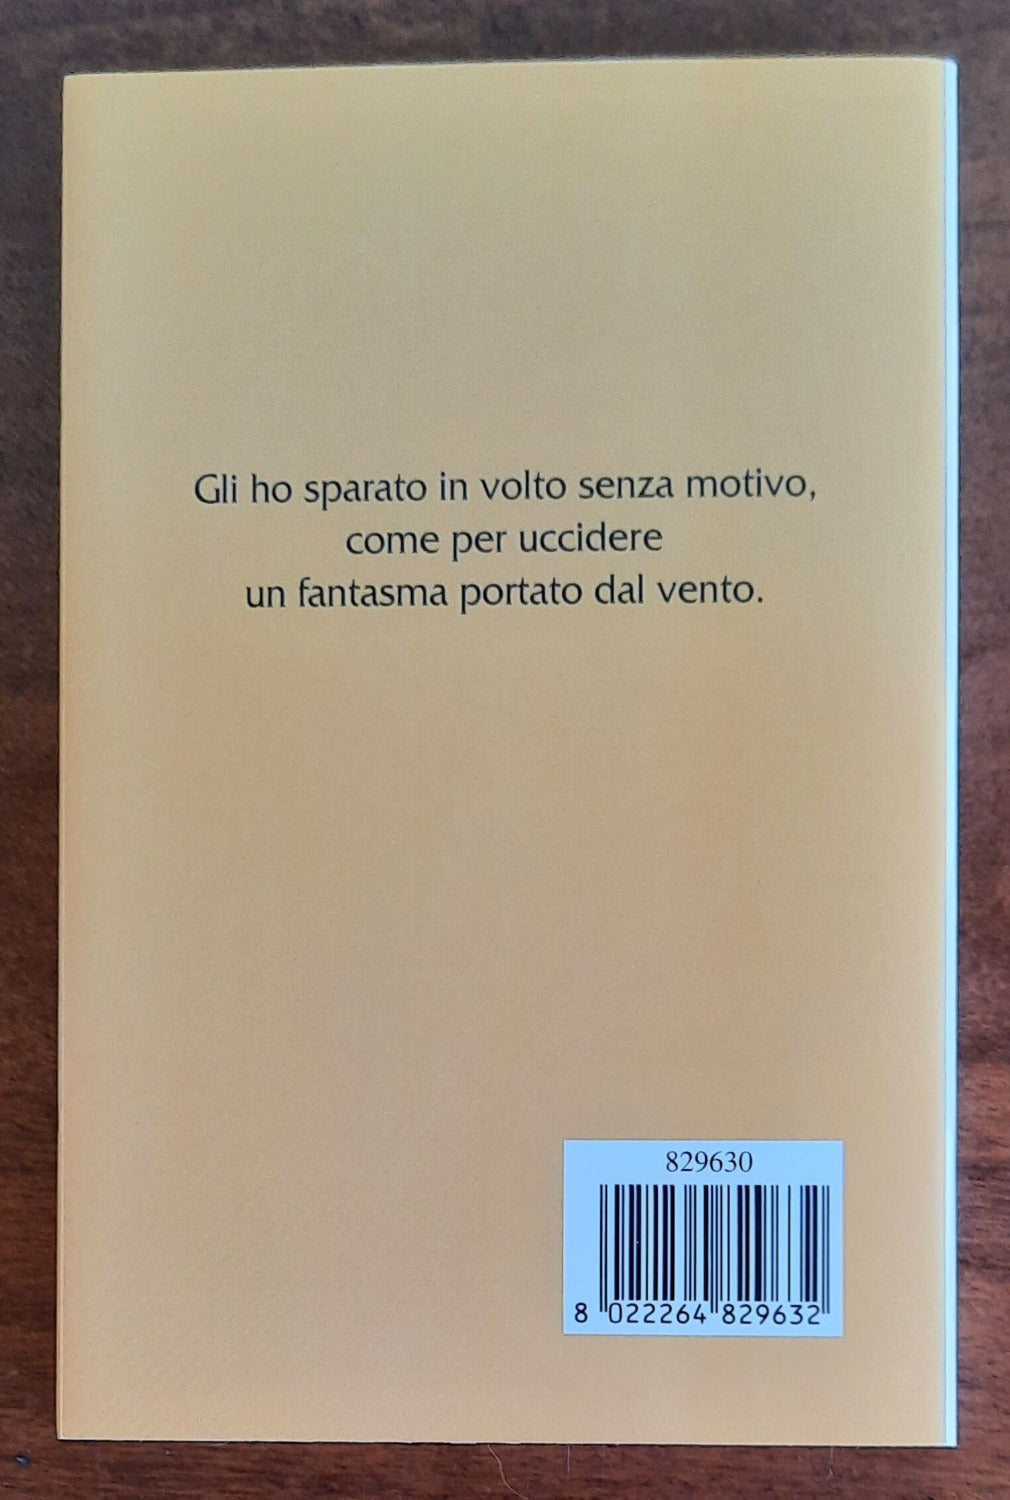 Gli ho sparato in volto senza motivo,
come per uccidere
un fantasma portato dal vento.
829630
8 022264 829632